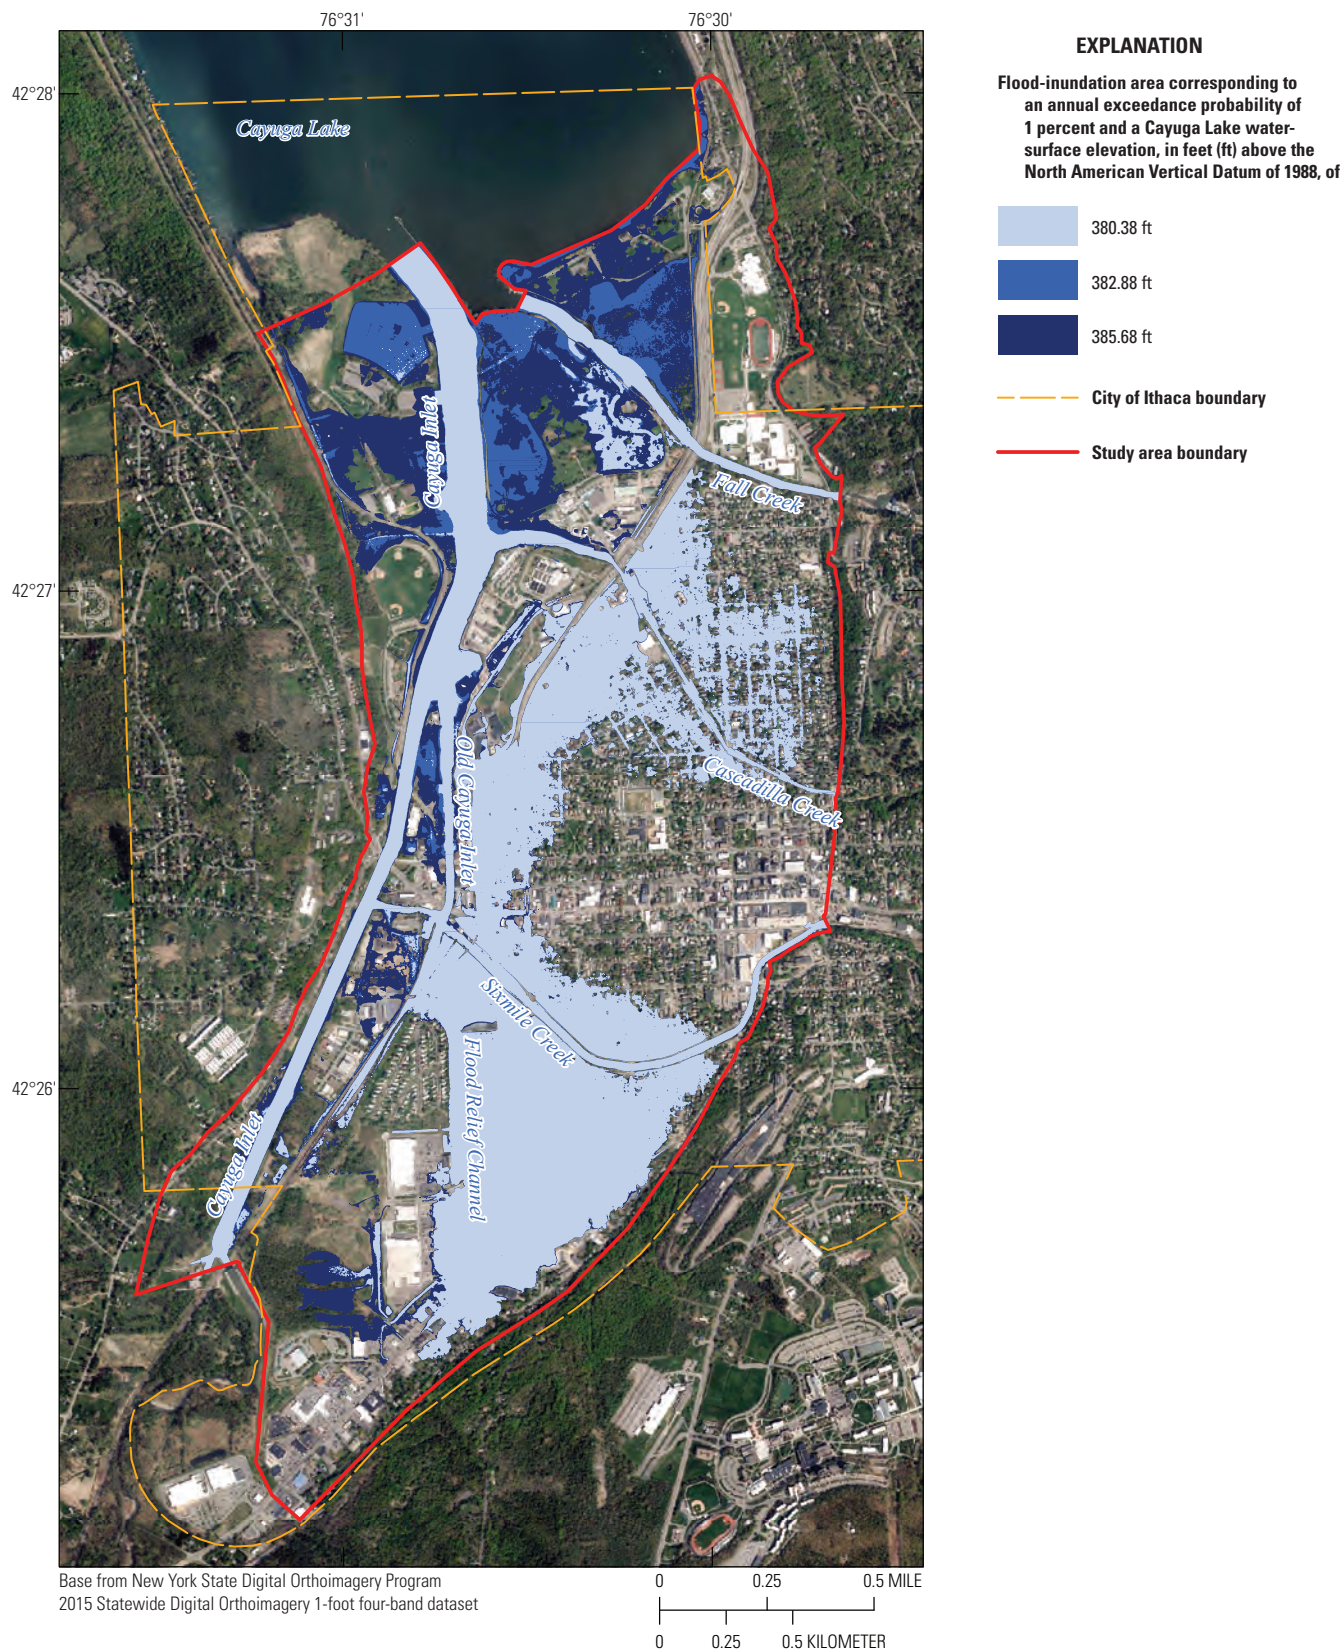 76°31'
76°30'
42°28'
42°27'
42°26'
Cayuga Lake
Cayuga Inlet
Fall Creek
Old Cayuga Inlet
Cascadilla Creek
Sixmile Creek
Flood Relief Channel
Cayuga Inlet
EXPLANATION
Flood-inundation area corresponding to
an annual exceedance probability of
1 percent and a Cayuga Lake water-
surface elevation, in feet (ft) above the
North American Vertical Datum of 1988, of
380.38 ft
382.88 ft
385.68 ft
City of Ithaca boundary
Study area boundary
Base from New York State Digital Orthoimagery Program
2015 Statewide Digital Orthoimagery 1-foot four-band dataset
0 0.25 0.5 MILE
0 0.25 0.5 KILOMETER